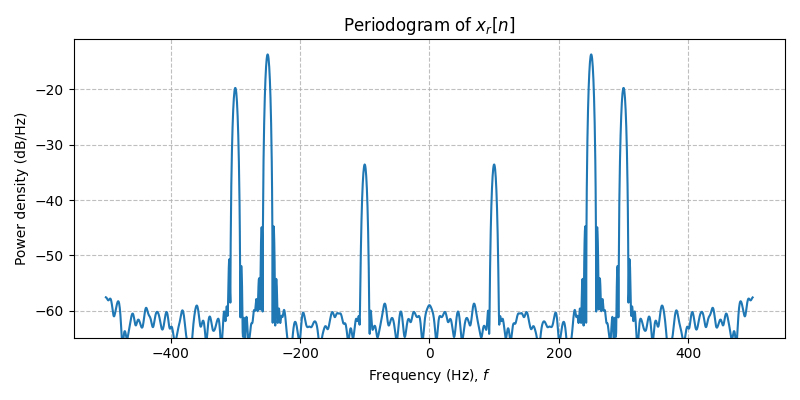 Periodogram of $x_r[n]$
Power density (dB/Hz)
−20
−30
−40
−50
−60
−400 −200 0 200 400
Frequency (Hz), $f$